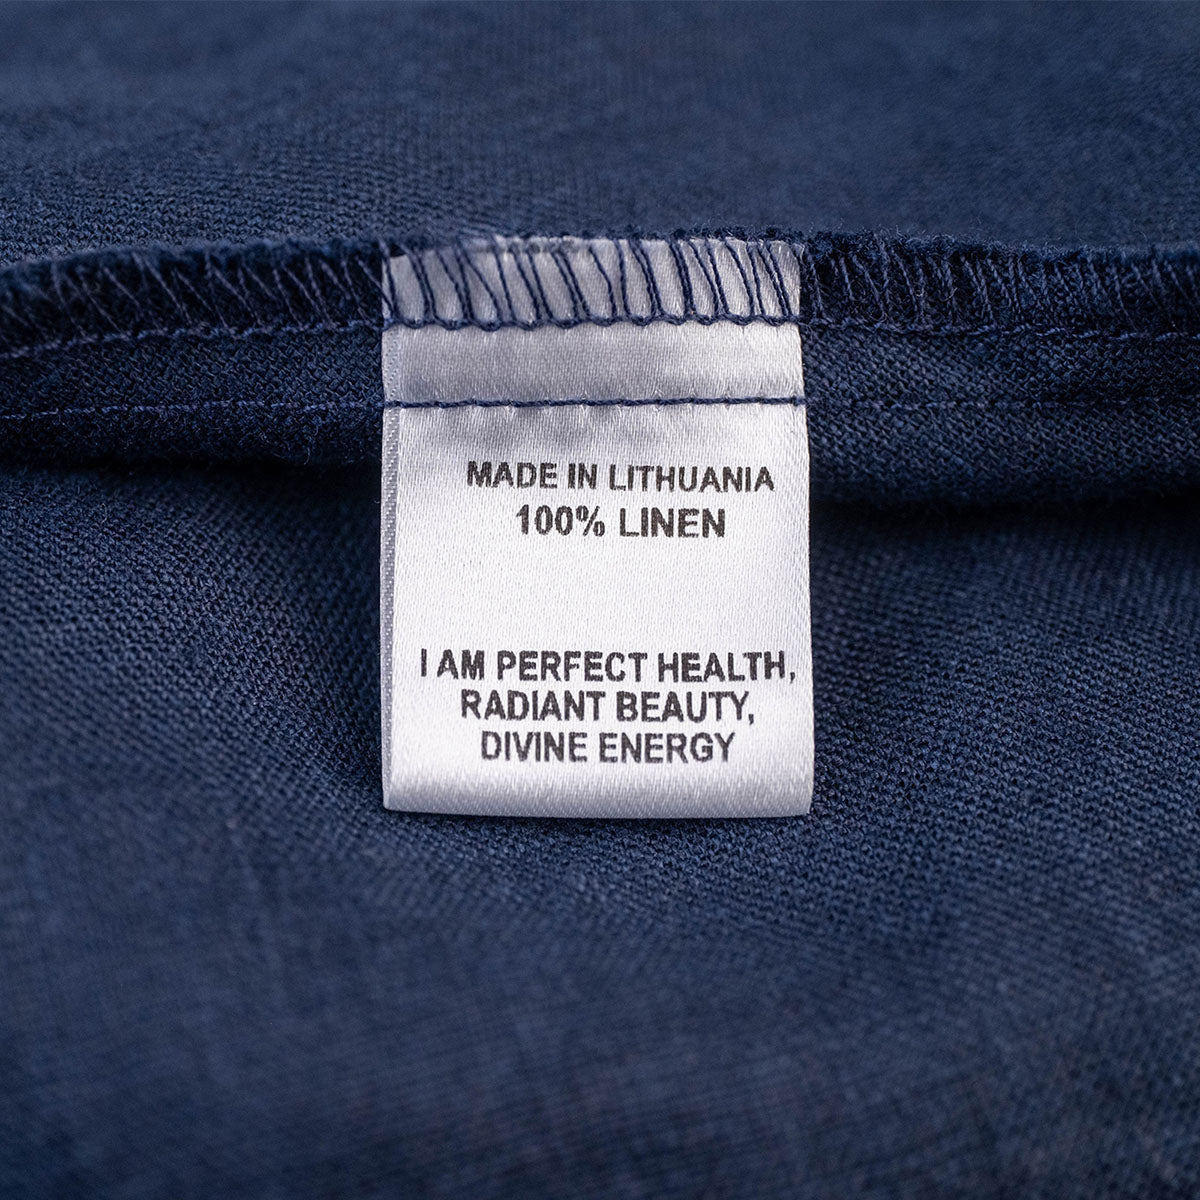 MADE IN LITHUANIA
100% LINEN
I AM PERFECT HEALTH,
RADIANT BEAUTY,
DIVINE ENERGY